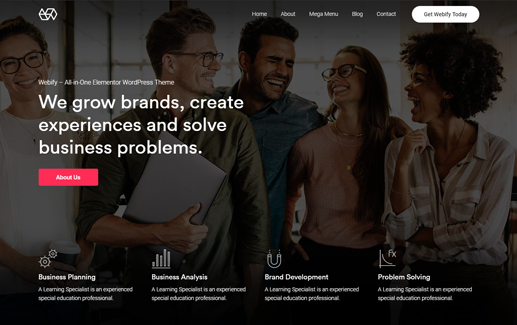 Home About Mega Menu Blog Contact Get Webify Today
Webify – All-in-One Elementor WordPress Theme
We grow brands, create
experiences and solve
business problems.
About Us
FX
Business Planning
A Learning Specialist is an experienced
special education professional.
Business Analysis
A Learning Specialist is an experienced
special education professional.
Brand Development
A Learning Specialist is an experienced
special education professional.
Problem Solving
A Learning Specialist is an experienced
special education professional.